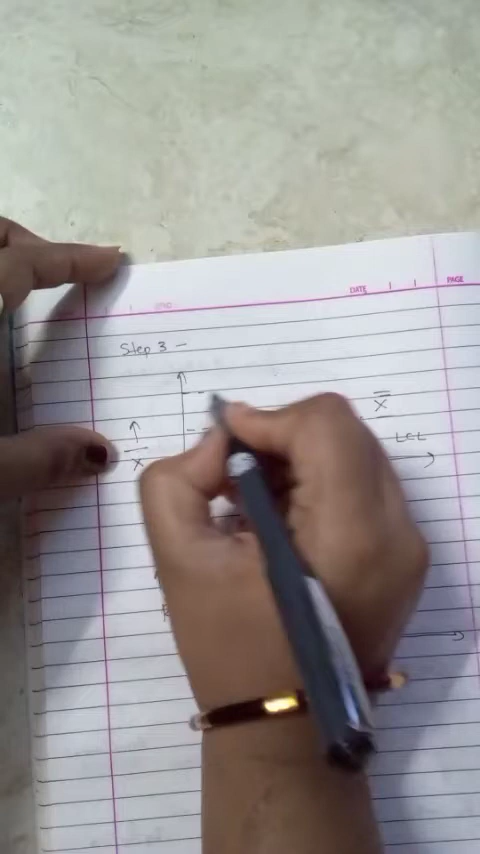 DATE
PAGE
Step 3 -
X̿
LCL
X̅